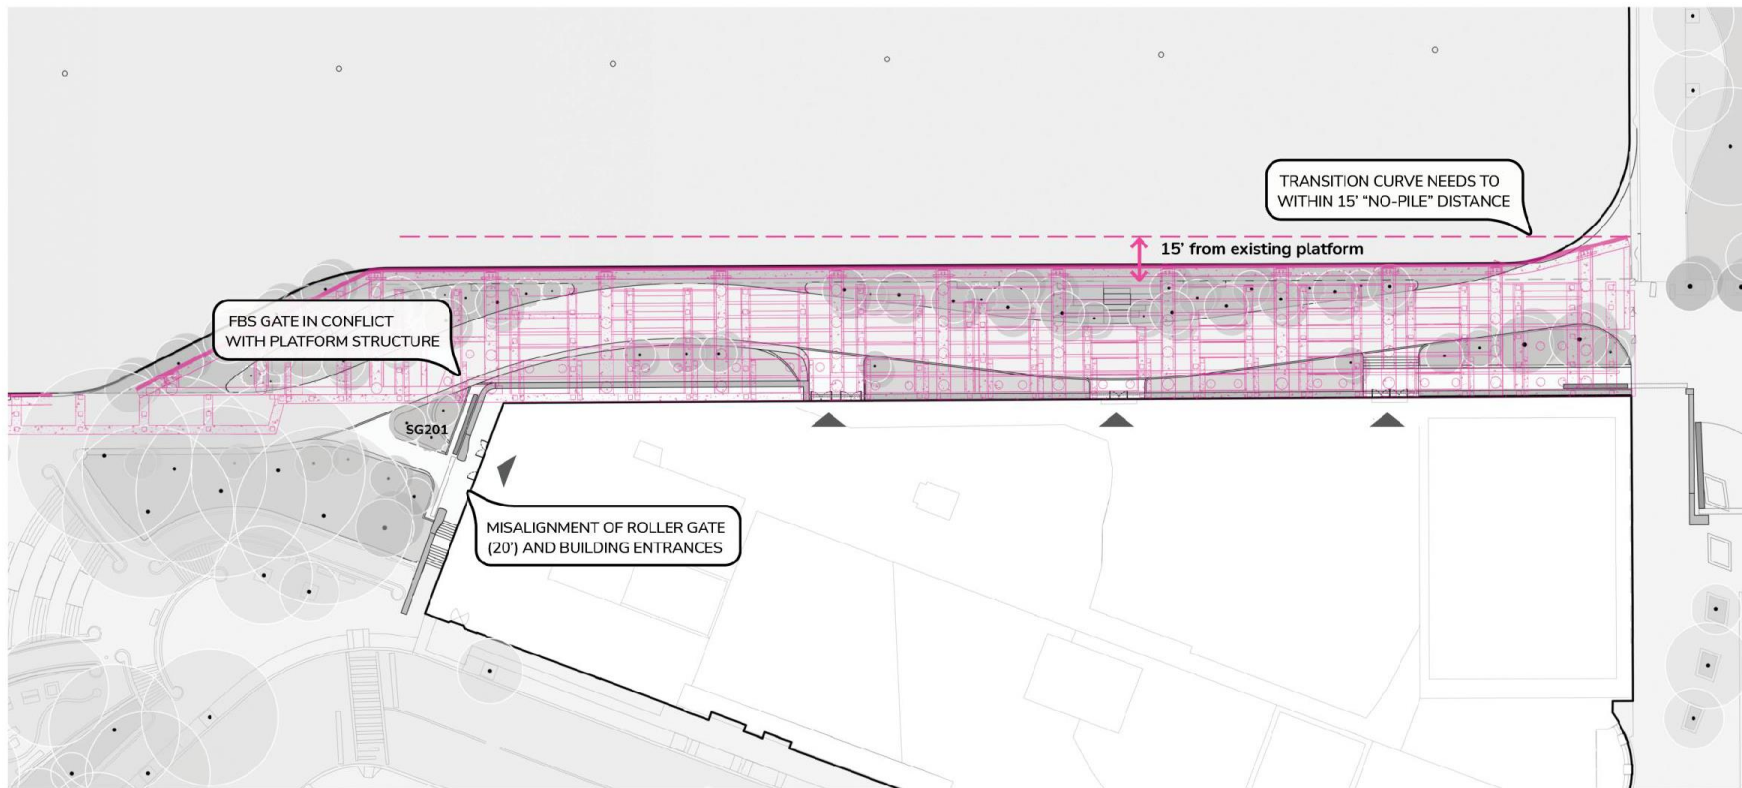 TRANSITION CURVE NEEDS TO
WITHIN 15' “NO-PILE” DISTANCE
15' from existing platform
FBS GATE IN CONFLICT
WITH PLATFORM STRUCTURE
SG201
MISALIGNMENT OF ROLLER GATE
(20') AND BUILDING ENTRANCES